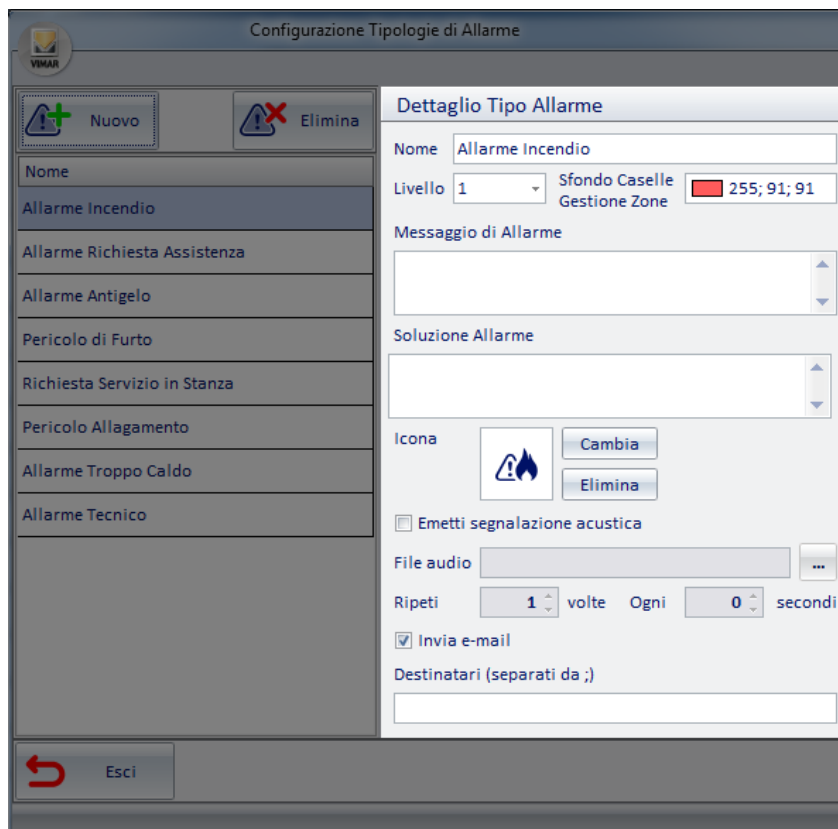 Configurazione Tipologie di Allarme
VIMAR
Nuovo
Elimina
Nome
Allarme Incendio
Allarme Richiesta Assistenza
Allarme Antigelo
Pericolo di Furto
Richiesta Servizio in Stanza
Pericolo Allagamento
Allarme Troppo Caldo
Allarme Tecnico
Esci
Dettaglio Tipo Allarme
Nome Allarme Incendio
Livello 1 Sfondo Caselle
Gestione Zone 255; 91; 91
Messaggio di Allarme
Soluzione Allarme
Icona
Cambia
Elimina
Emetti segnalazione acustica
File audio ...
Ripeti 1 volte Ogni 0 secondi
Invia e-mail
Destinatari (separati da ;)